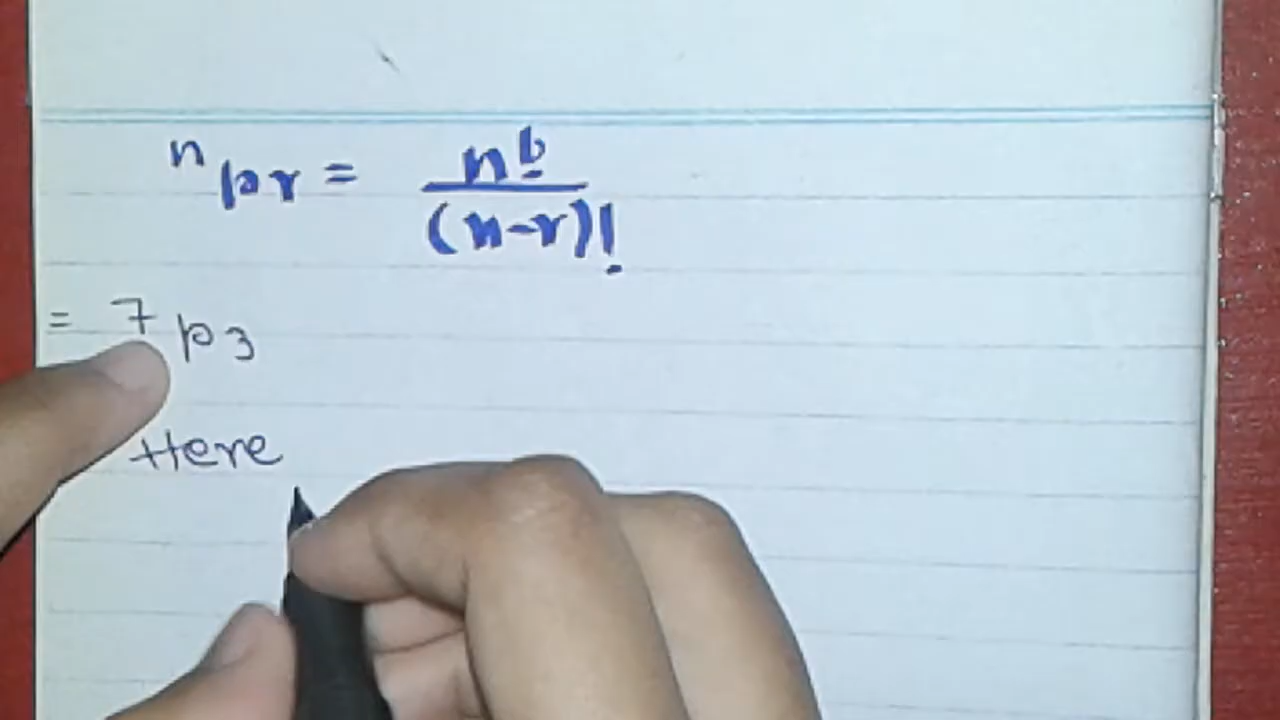 ⁿpr = n!/(n-r)!
= ⁷p₃
Here